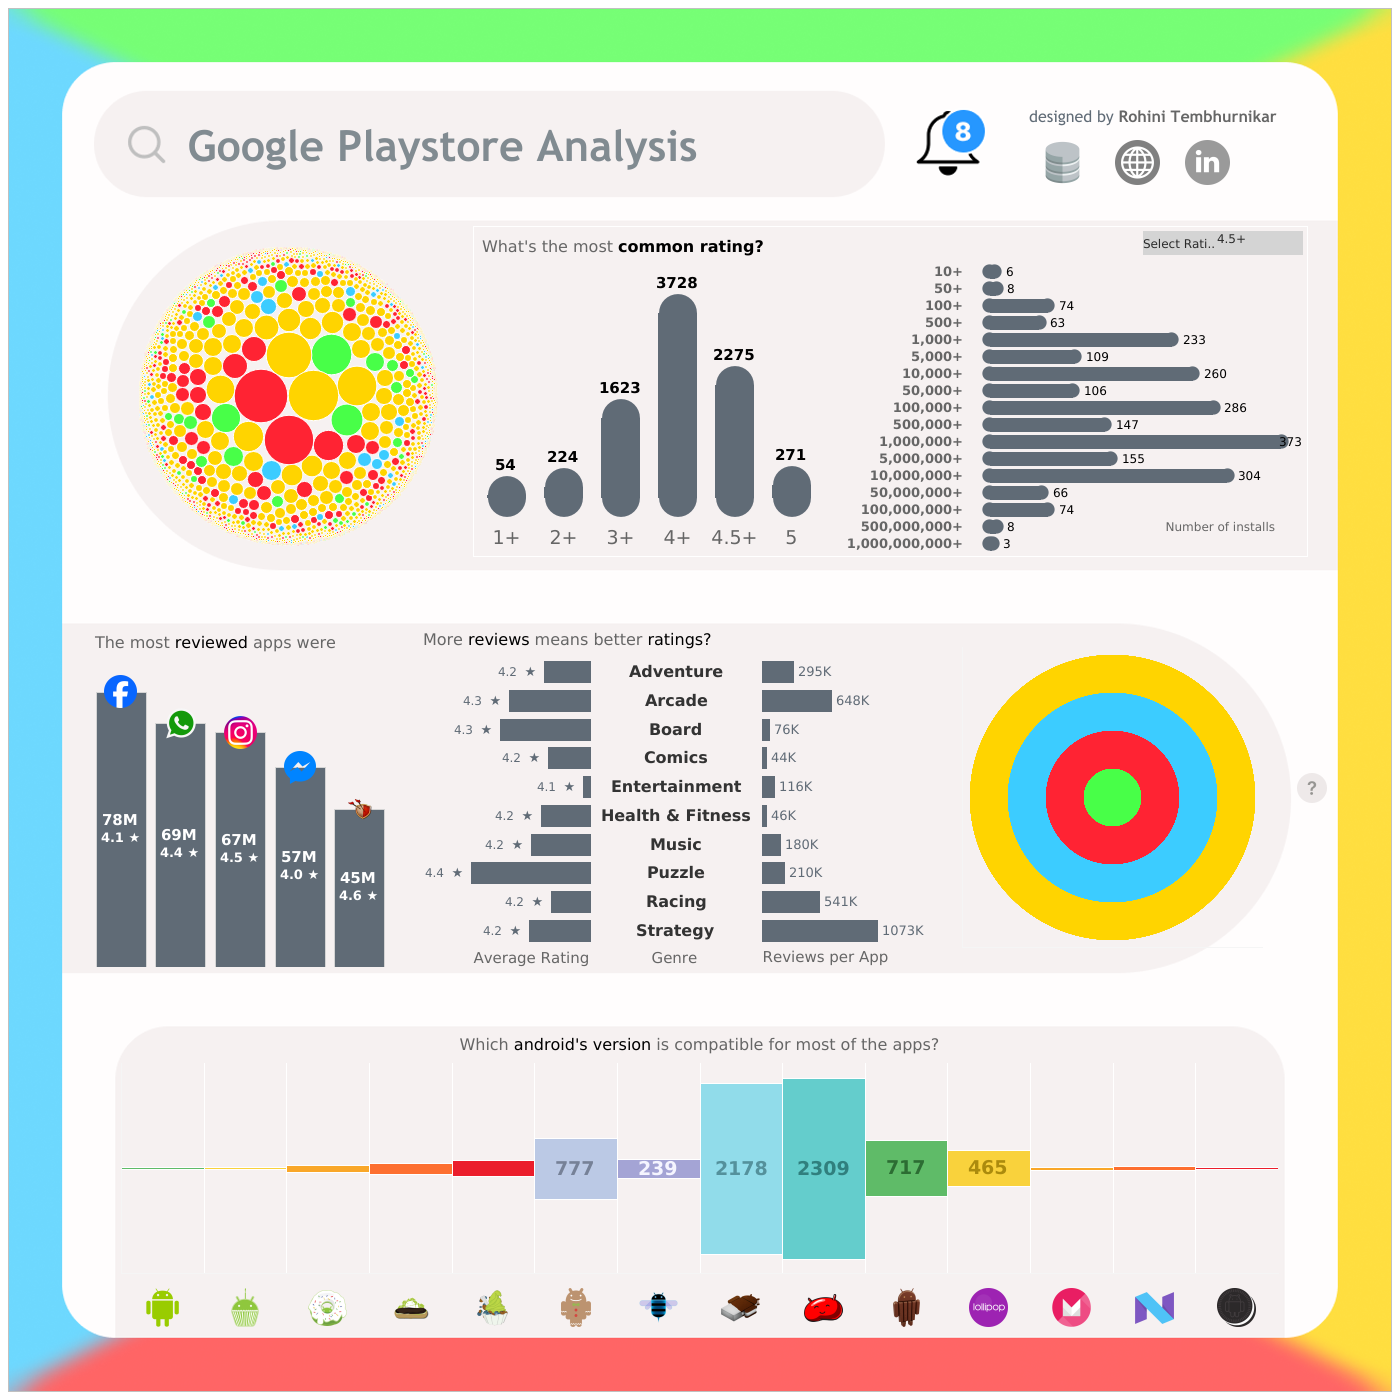 Google Playstore Analysis
8
designed by Rohini Tembhurnikar
in
What's the most common rating?
Select Rati.. 4.5+
54
224
1623
3728
2275
271
1+
2+
3+
4+
4.5+
5
10+ 6
50+ 8
100+ 74
500+ 63
1,000+ 233
5,000+ 109
10,000+ 260
50,000+ 106
100,000+ 286
500,000+ 147
1,000,000+ 373
5,000,000+ 155
10,000,000+ 304
50,000,000+ 66
100,000,000+ 74
500,000,000+ 8
1,000,000,000+ 3
Number of installs
The most reviewed apps were
78M
4.1 ★
69M
4.4 ★
67M
4.5 ★
57M
4.0 ★
45M
4.6 ★
More reviews means better ratings?
4.2 ★ Adventure 295K
4.3 ★ Arcade 648K
4.3 ★ Board 76K
4.2 ★ Comics 44K
4.1 ★ Entertainment 116K
4.2 ★ Health & Fitness 46K
4.2 ★ Music 180K
4.4 ★ Puzzle 210K
4.2 ★ Racing 541K
4.2 ★ Strategy 1073K
Average Rating Genre Reviews per App
?
Which android's version is compatible for most of the apps?
777
239
2178
2309
717
465
lollipop